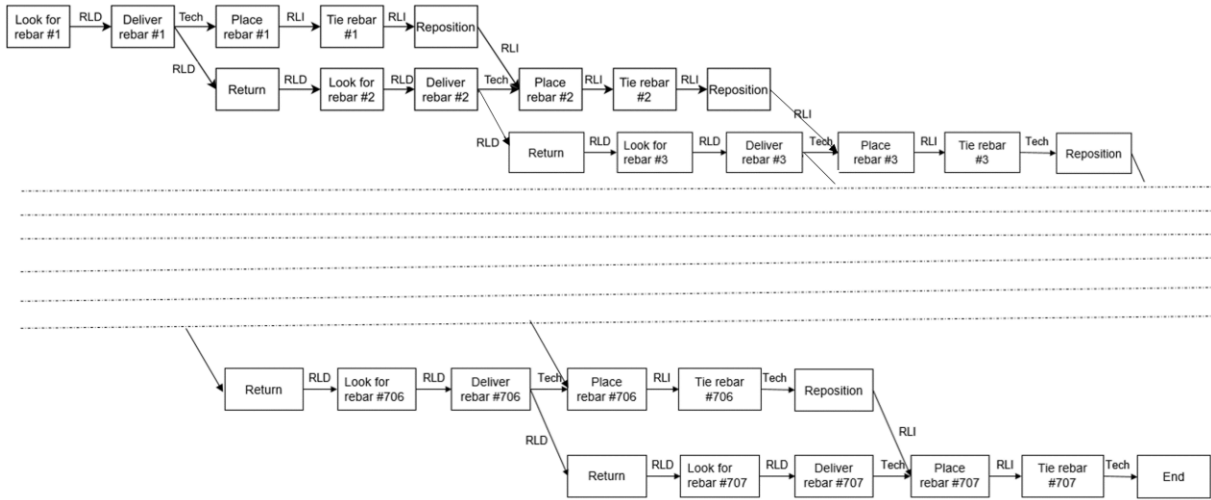 RLD
Tech
RLI
RLI
Look for
rebar #1
Deliver
rebar #1
Place
rebar #1
Tie rebar
#1
Reposition
RLI
RLD
RLD
RLD
Tech
RLI
RLI
Return
Look for
rebar #2
Deliver
rebar #2
Place
rebar #2
Tie rebar
#2
Reposition
RLI
RLD
RLD
RLD
Tech
RLI
Tech
Return
Look for
rebar #3
Deliver
rebar #3
Place
rebar #3
Tie rebar
#3
Reposition
RLD
RLD
Tech
RLI
Tech
Return
Look for
rebar #706
Deliver
rebar #706
Place
rebar #706
Tie rebar
#706
Reposition
RLD
RLI
RLD
RLD
Tech
RLI
Tech
Return
Look for
rebar #707
Deliver
rebar #707
Place
rebar #707
Tie rebar
#707
End